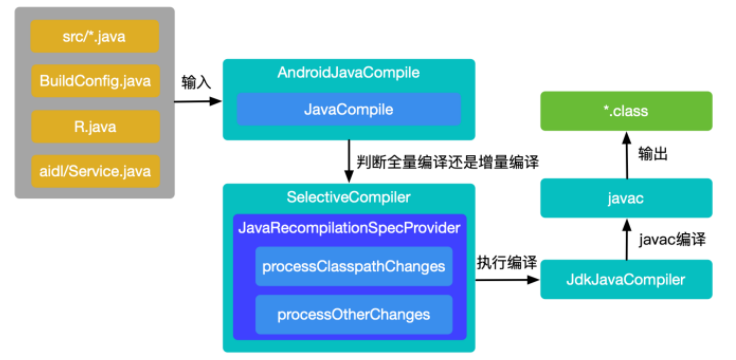 src/*.java
BuildConfig.java
R.java
aidl/Service.java
输入
AndroidJavaCompile
JavaCompile
判断全量编译还是增量编译
SelectiveCompiler
JavaRecompilationSpecProvider
processClasspathChanges
processOtherChanges
执行编译
JdkJavaCompiler
javac编译
javac
输出
*.class